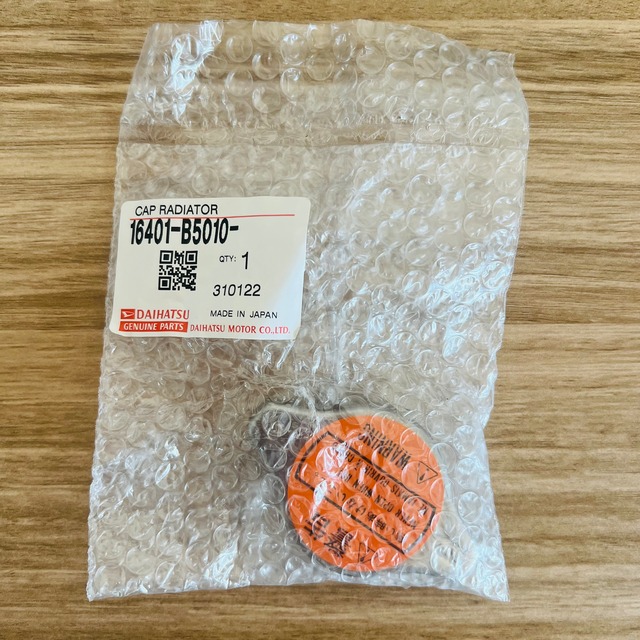 CAP RADIATOR
16401-B5010-
QTY: 1
310122
DAIHATSU
MADE IN JAPAN
GENUINE PARTS
DAIHATSU MOTOR CO.,LTD.
WARNING